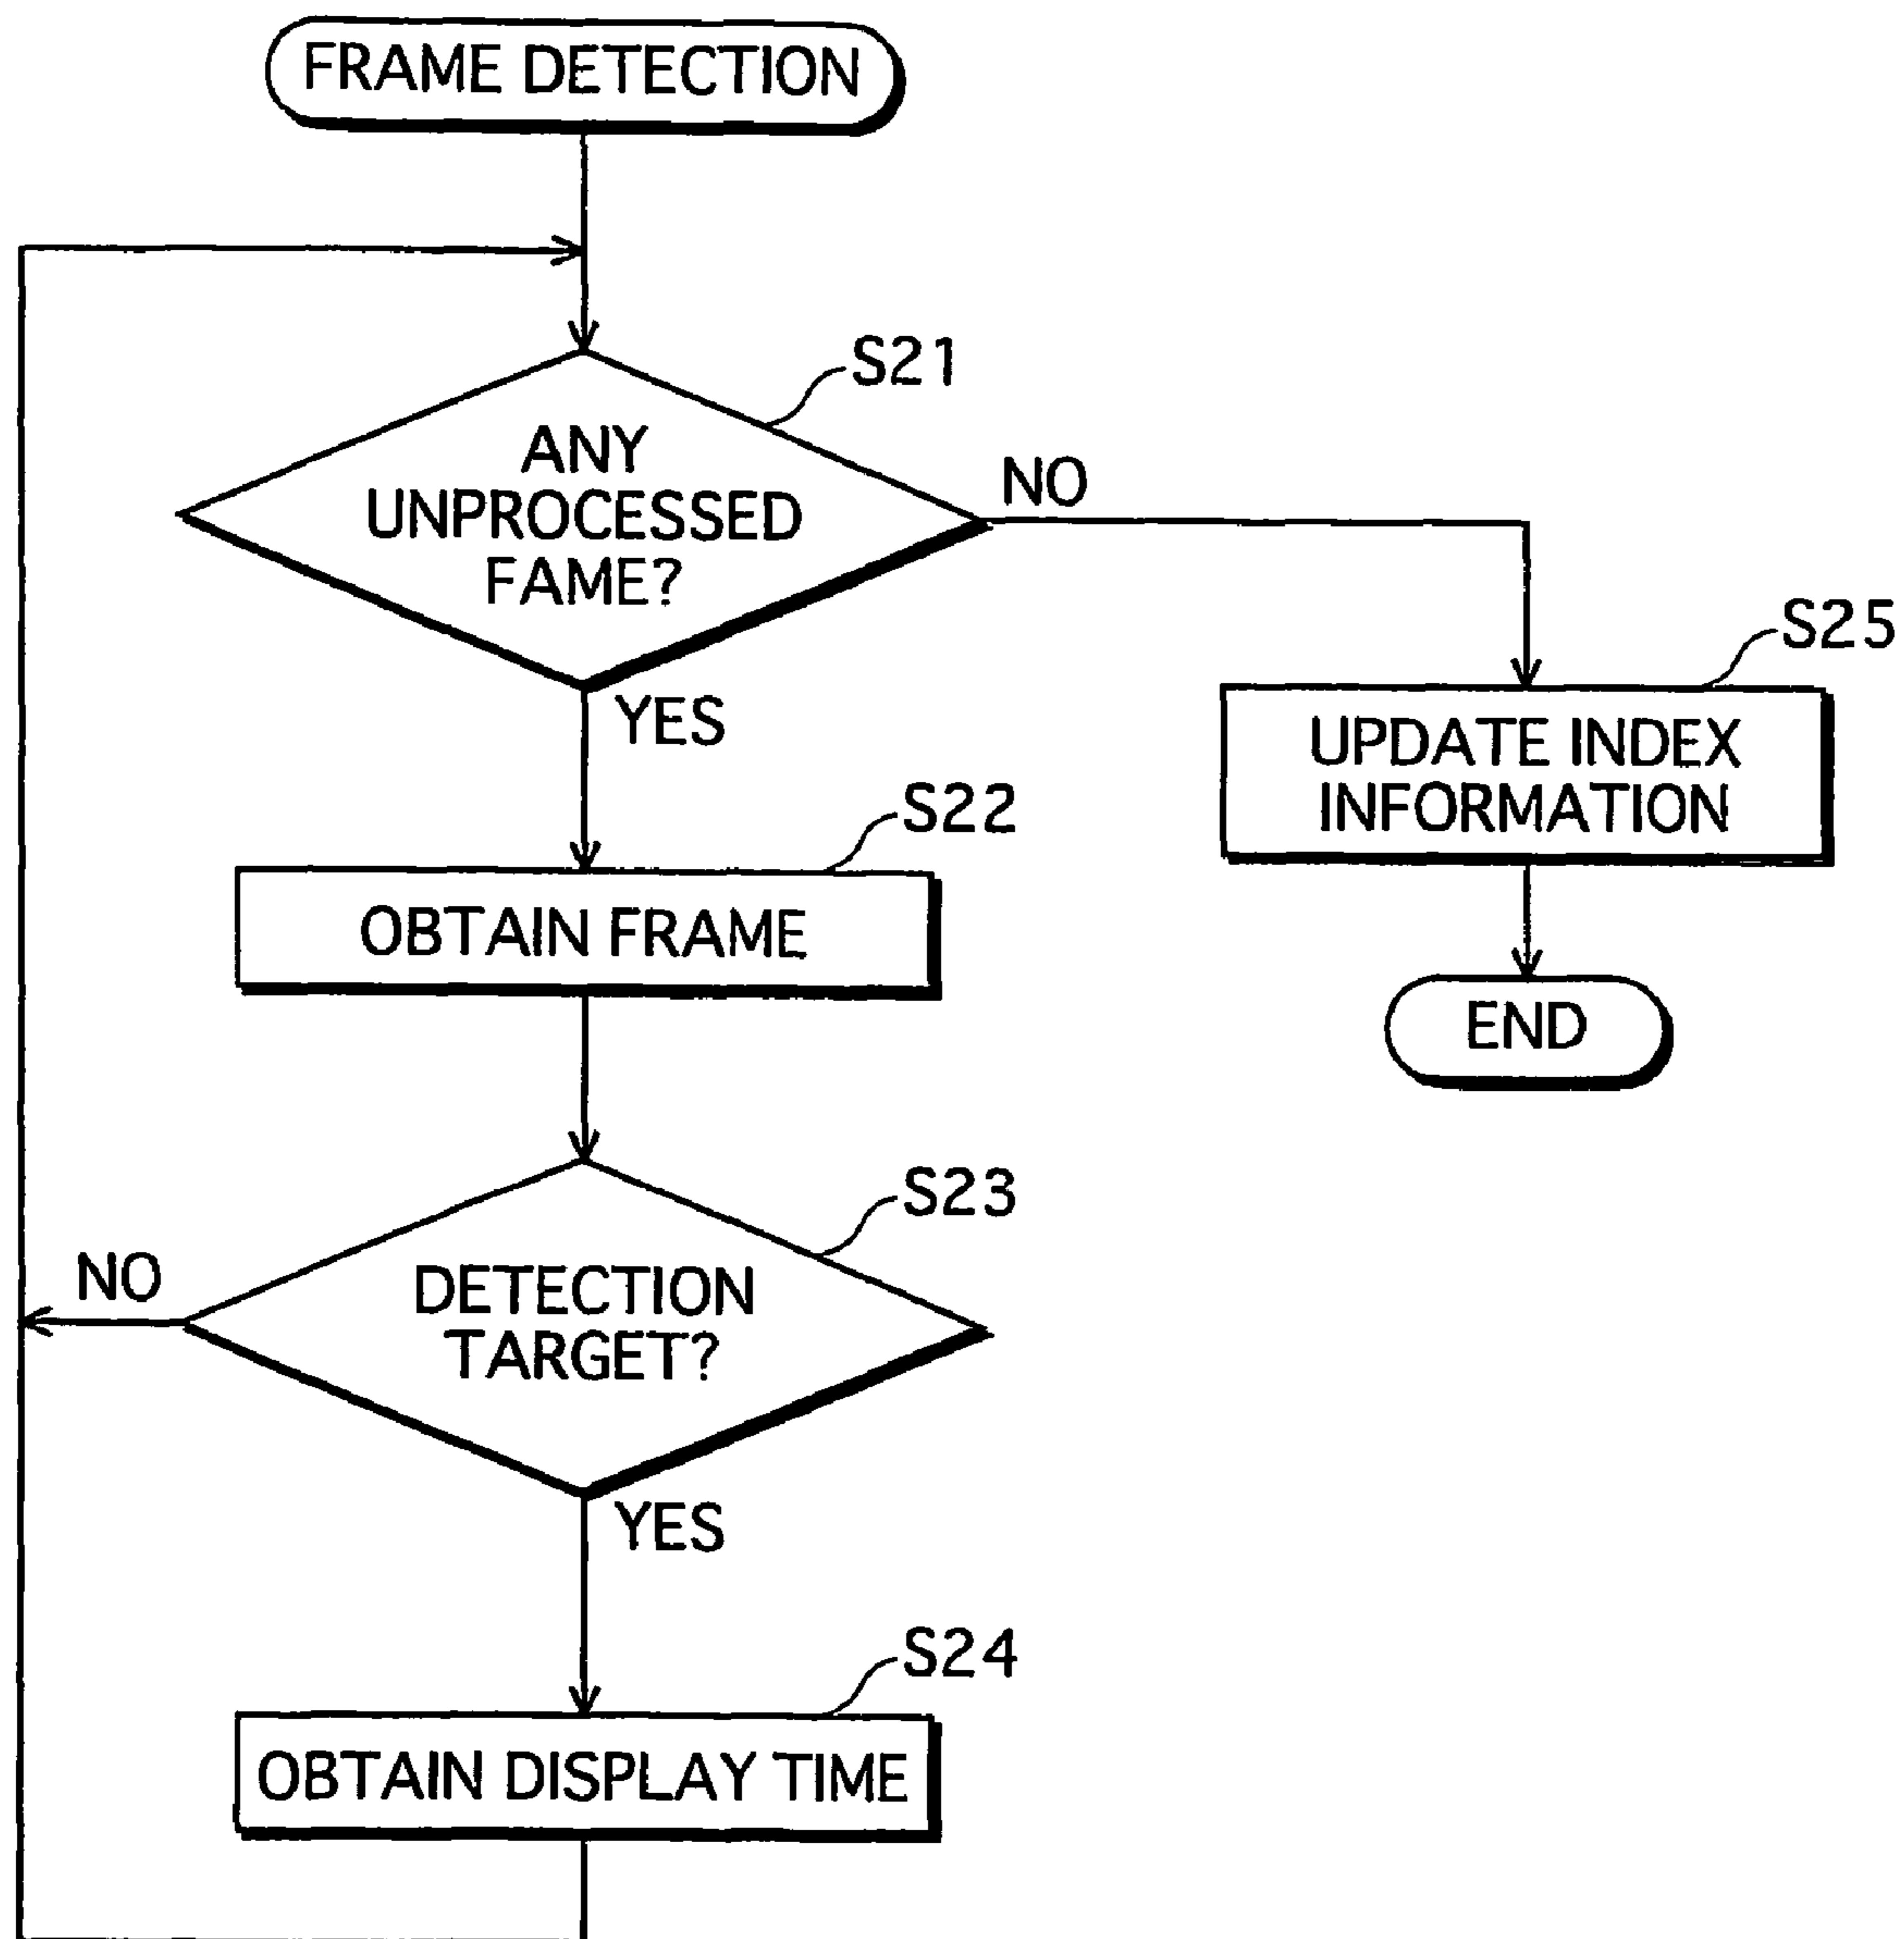 FRAME DETECTION
S21
ANY
UNPROCESSED
FAME?
NO
YES
S25
UPDATE INDEX
INFORMATION
S22
OBTAIN FRAME
END
S23
NO
DETECTION
TARGET?
YES
S24
OBTAIN DISPLAY TIME